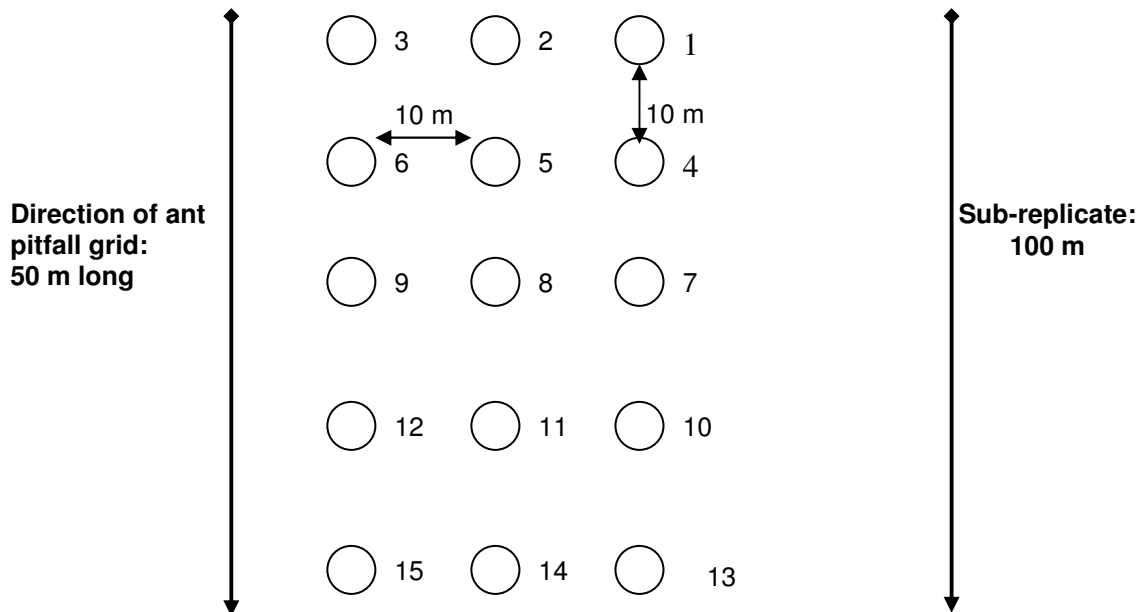 3 2 1
10 m 10 m
6 5 4
Direction of ant
pitfall grid:
50 m long
Sub-replicate:
100 m
9 8 7
12 11 10
15 14 13